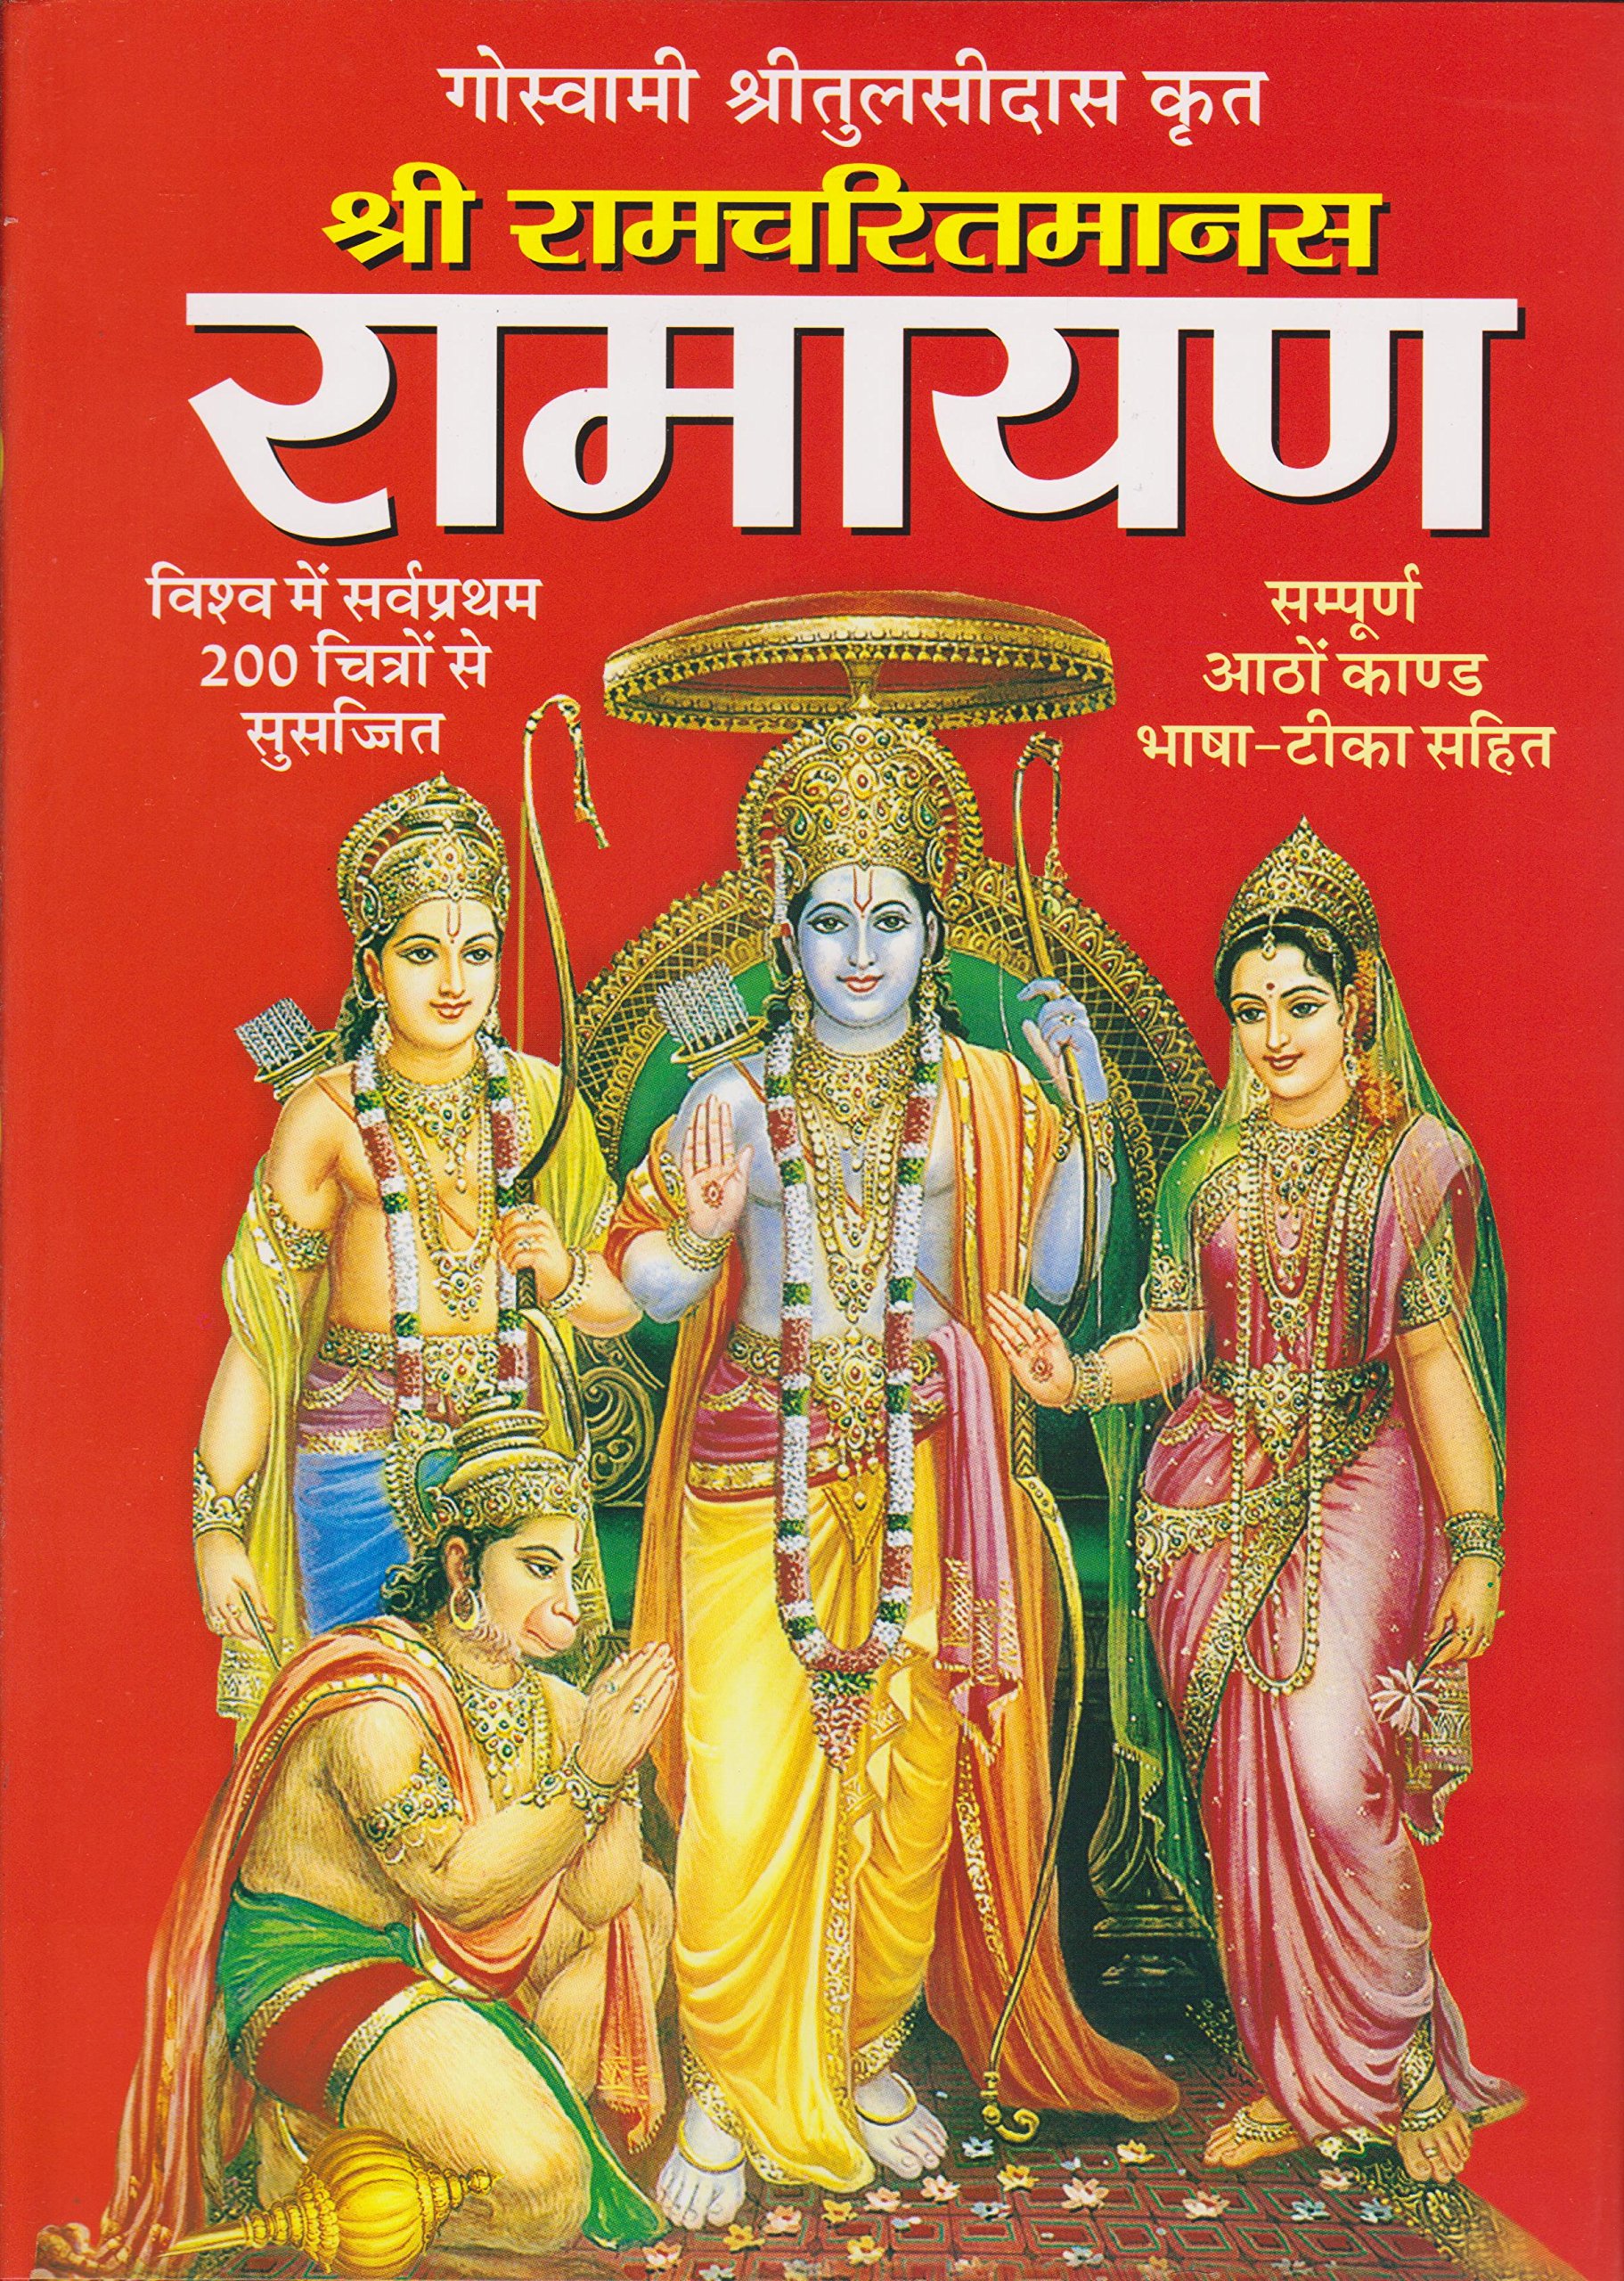 गोस्वामी श्रीतुलसीदास कृत
श्री रामचरितमानस
रामायण
विश्व में सर्वप्रथम
200 चित्रों से
सुसज्जित
सम्पूर्ण
आठों काण्ड
भाषा-टीका सहित